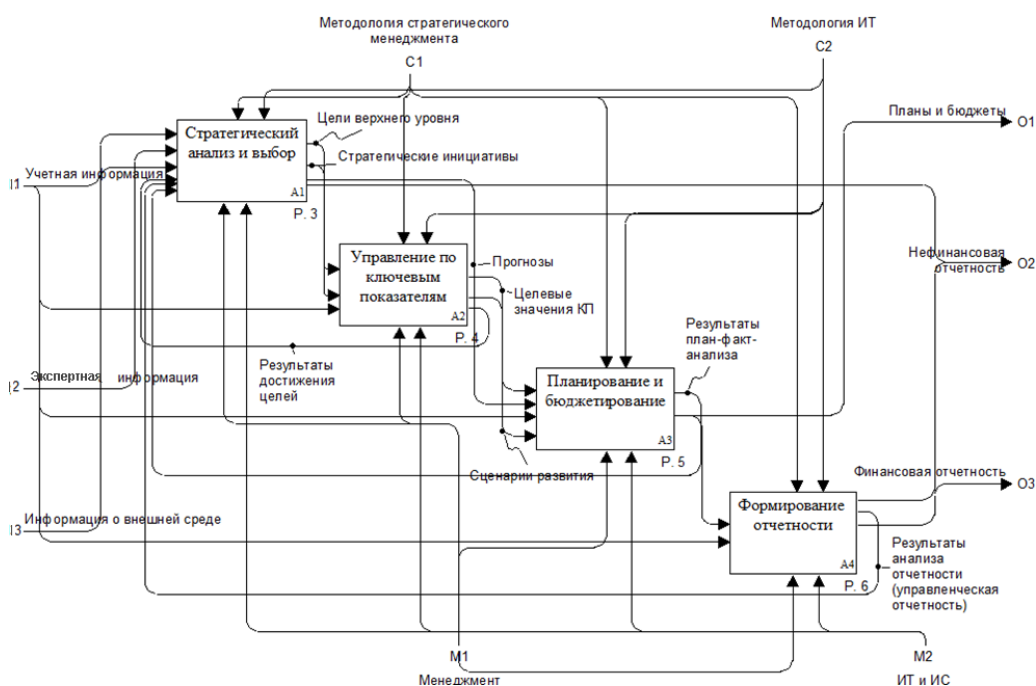 Методология стратегического
менеджмента
C1
Методология ИТ
C2
Планы и бюджеты
O1
Цели верхнего уровня
Стратегический
анализ и выбор
A1
Стратегические инициативы
Учетная информация
I1
P. 3
Нефинансовая
отчетность
O2
Управление по
ключевым
показателям
A2
Прогнозы
Целевые
значения КП
P. 4
Результаты
план-факт-
анализа
Результаты
достижения
целей
Экспертная информация
I2
Планирование и
бюджетирование
A3
P. 5
Сценарии развития
Финансовая отчетность
O3
Информация о внешней среде
I3
Формирование
отчетности
A4
P. 6
Результаты
анализа
отчетности
(управленческая
отчетность)
M1
Менеджмент
M2
ИТ и ИС